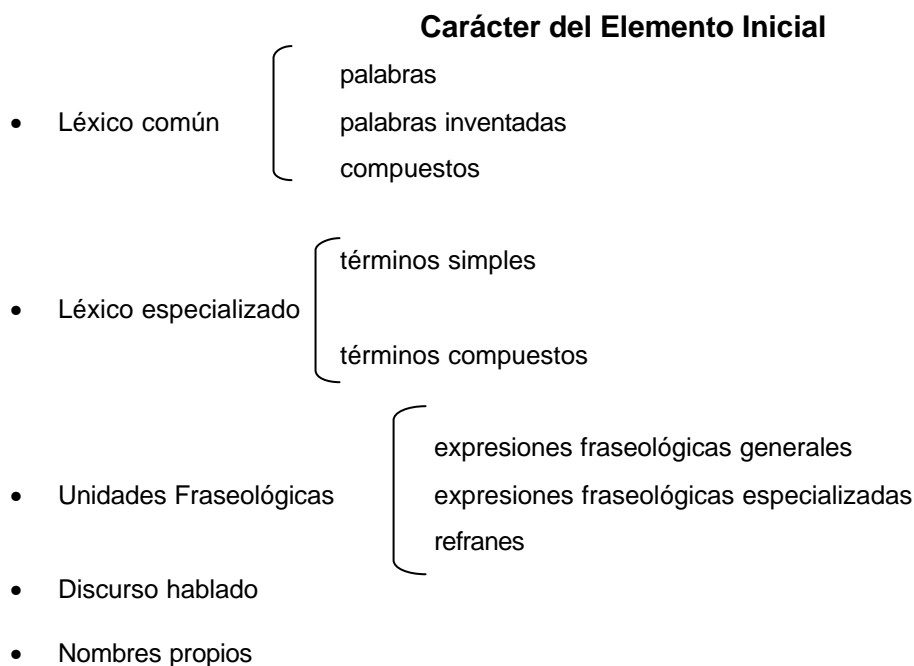 Carácter del Elemento Inicial
palabras
• Léxico común palabras inventadas
compuestos
términos simples
• Léxico especializado
términos compuestos
expresiones fraseológicas generales
• Unidades Fraseológicas expresiones fraseológicas especializadas
refranes
• Discurso hablado
• Nombres propios